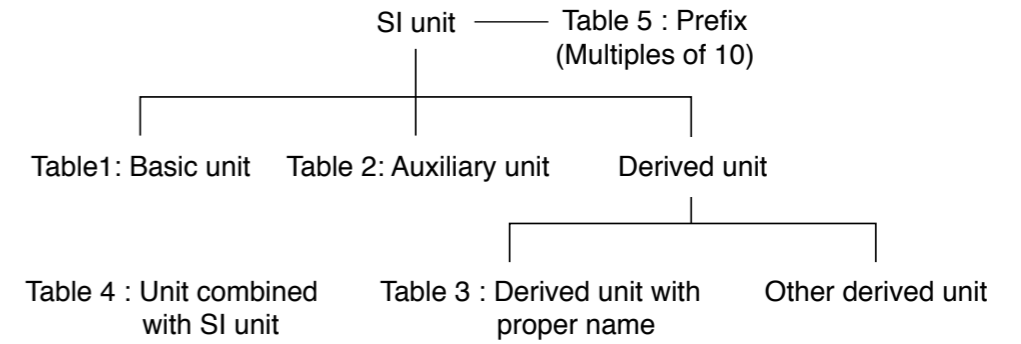 SI unit
Table 5 : Prefix
(Multiples of 10)
Table1: Basic unit
Table 2: Auxiliary unit
Derived unit
Table 4 : Unit combined
with SI unit
Table 3 : Derived unit with
proper name
Other derived unit